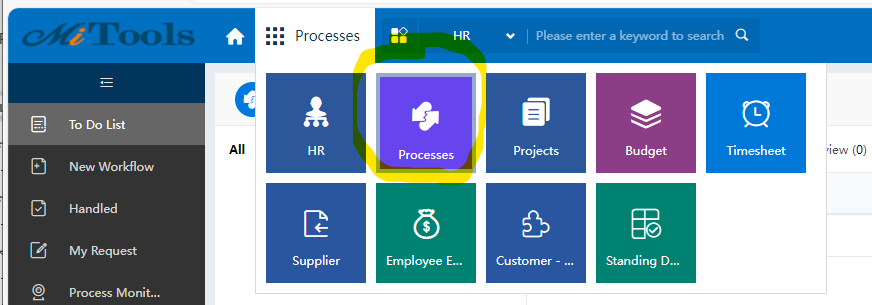 MiTools
Processes
HR
Please enter a keyword to search
To Do List
New Workflow
Handled
My Request
Process Monit...
All
view (0)
HR
Processes
Projects
Budget
Timesheet
Supplier
Employee E...
Customer - ...
Standing D...